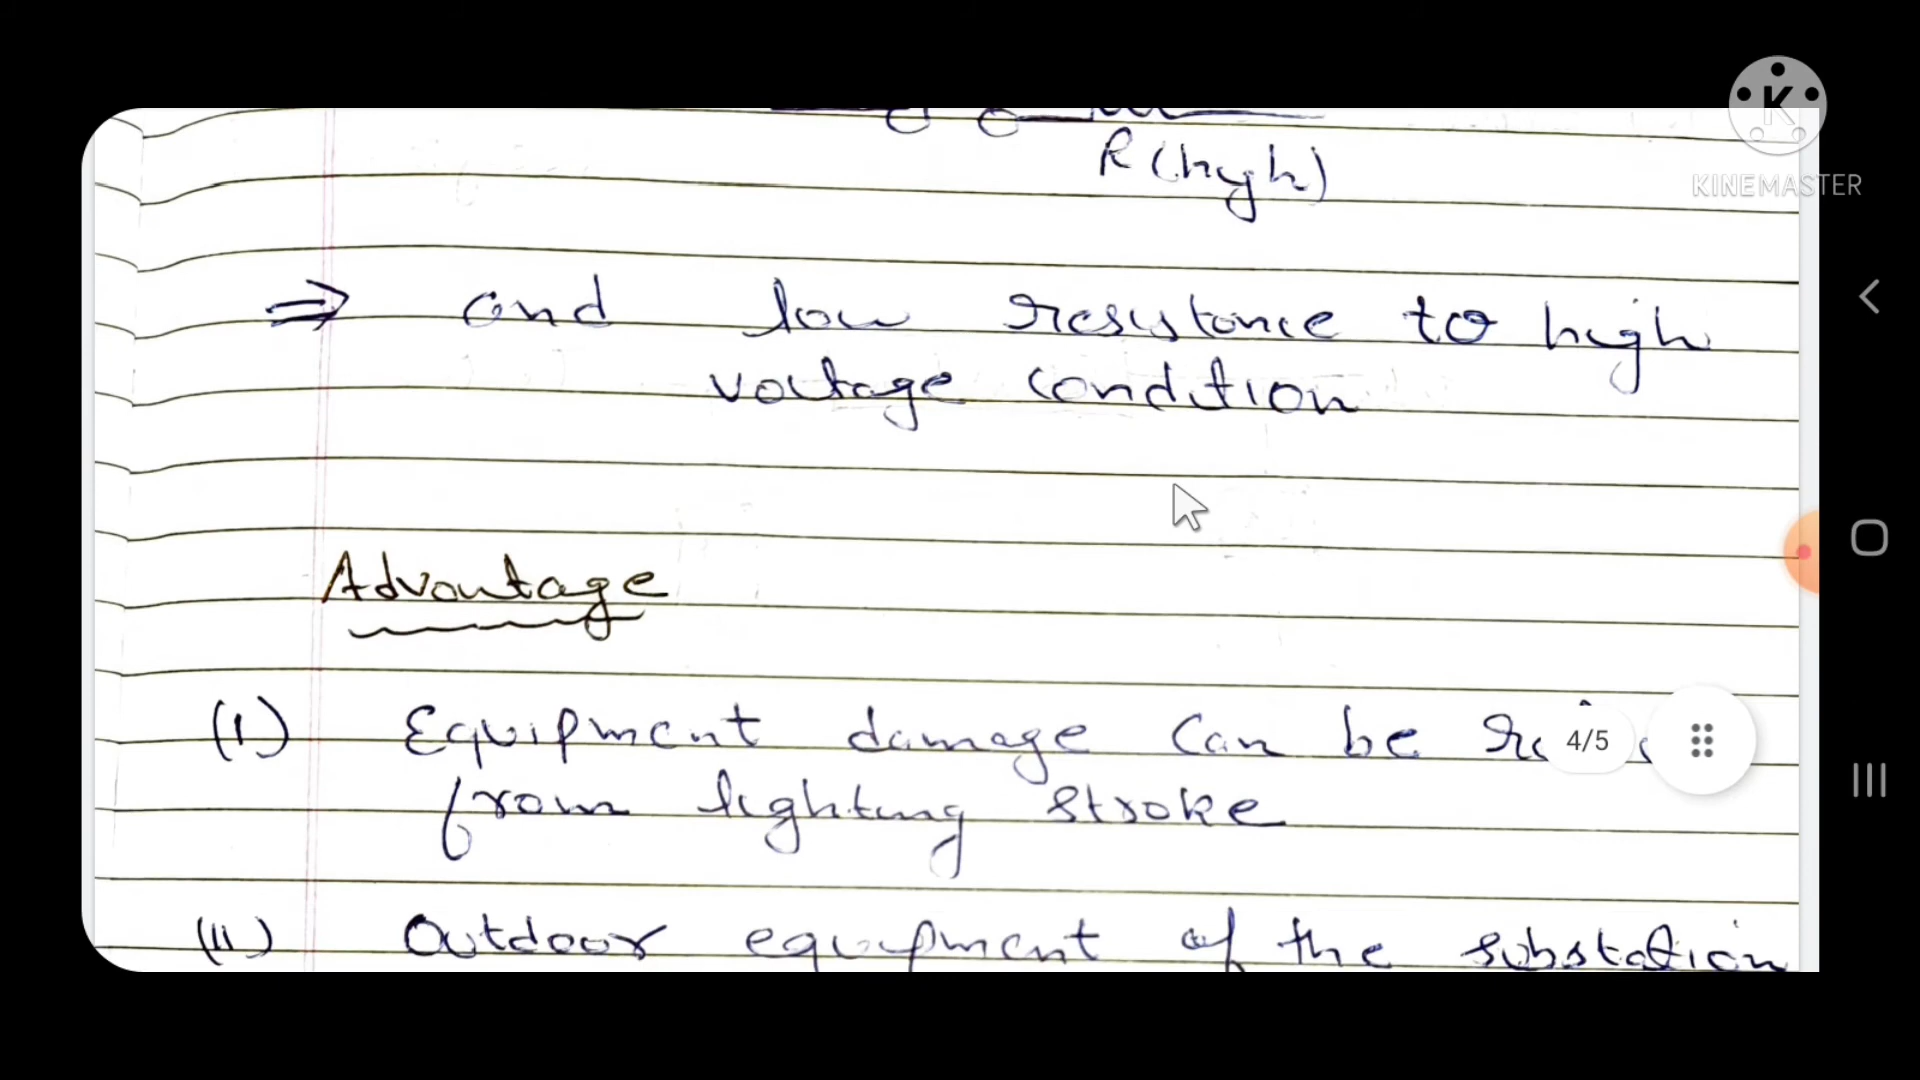 R (high)
KINEMASTER
⇒ and low resistance to high
voltage condition
Advantage
(I) Equipment damage can be
4/5
from lighting stroke
(II) Outdoor equipment of the substation